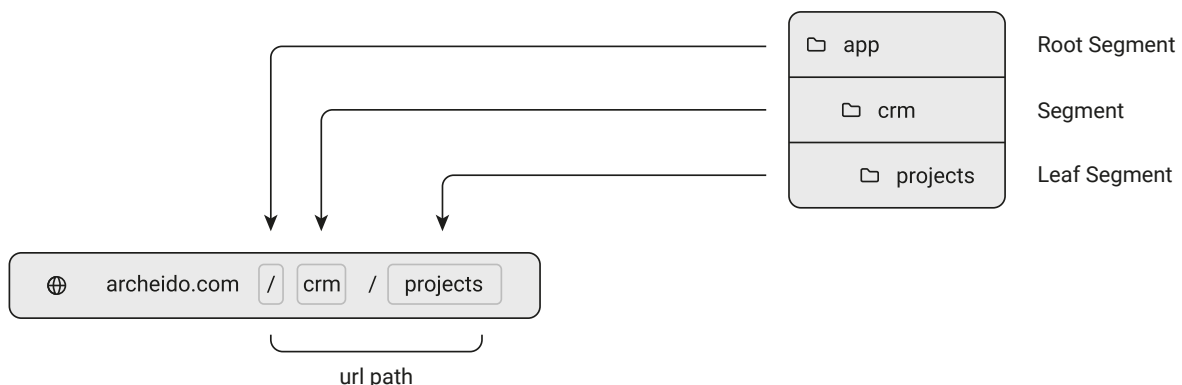 app Root Segment
crm Segment
projects Leaf Segment
archeido.com / crm / projects
url path